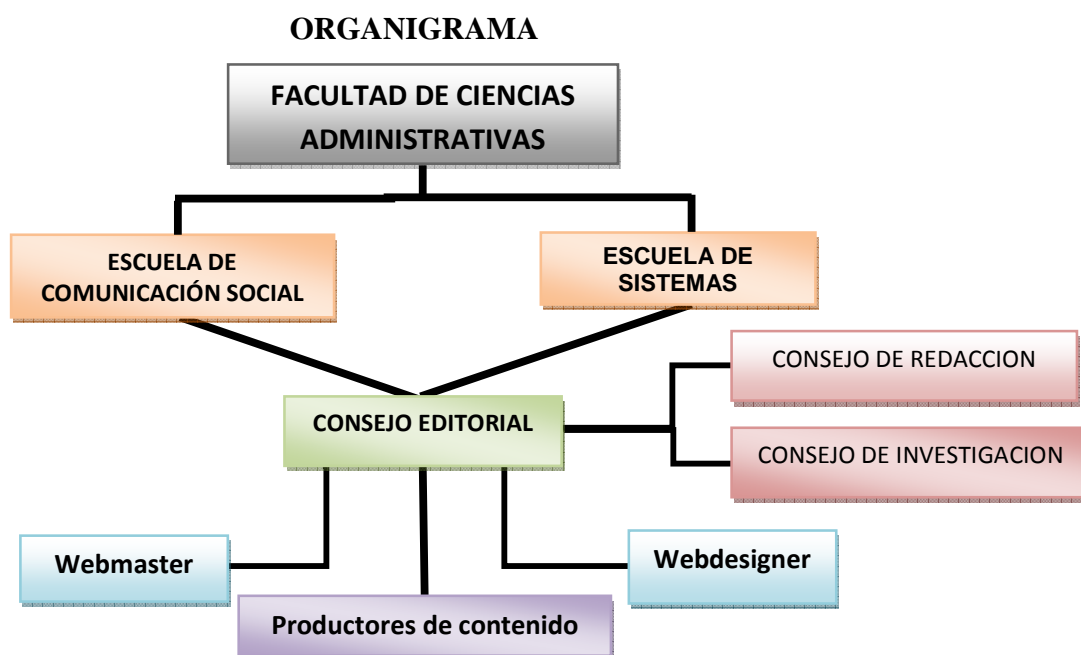 ORGANIGRAMA
FACULTAD DE CIENCIAS
ADMINISTRATIVAS
ESCUELA DE
COMUNICACIÓN SOCIAL
ESCUELA DE
SISTEMAS
CONSEJO DE REDACCION
CONSEJO EDITORIAL
CONSEJO DE INVESTIGACION
Webmaster
Webdesigner
Productores de contenido